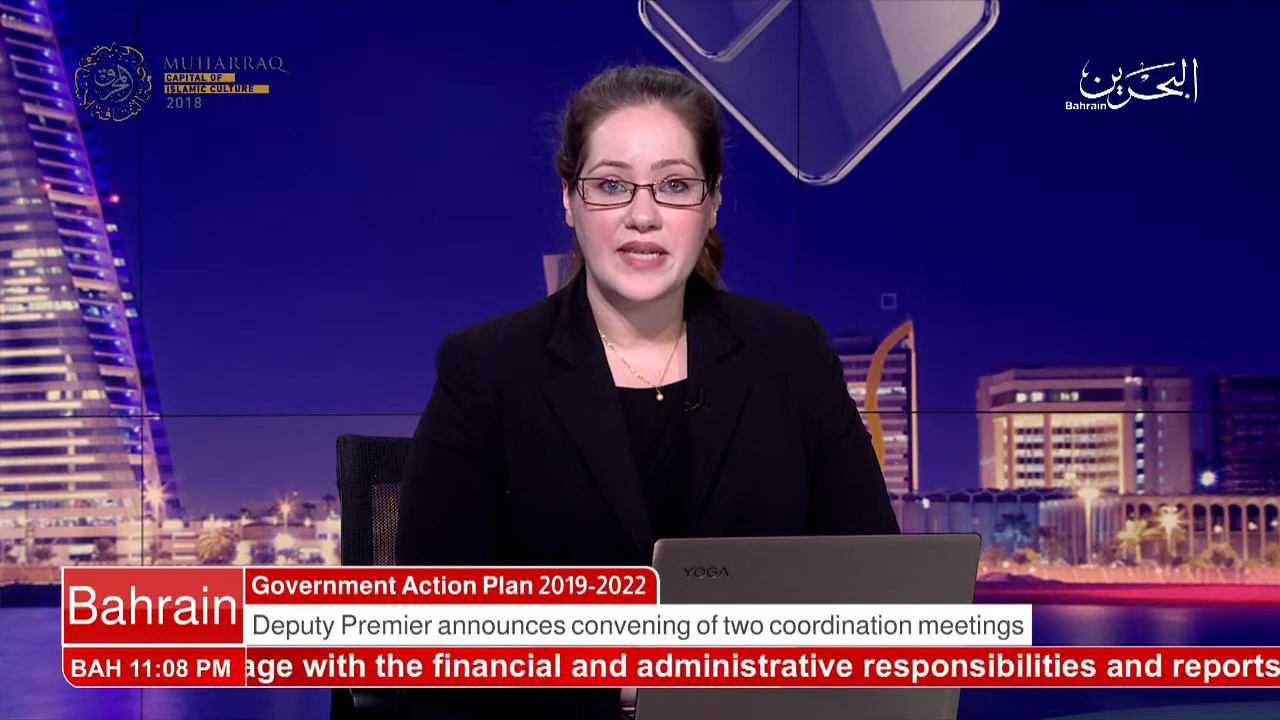 MUHARRAQ
CAPITAL OF
ISLAMIC CULTURE
2018
البحرين
Bahrain
YOGA
Bahrain
Government Action Plan 2019-2022
Deputy Premier announces convening of two coordination meetings
BAH 11:08 PM
age with the financial and administrative responsibilities and reports